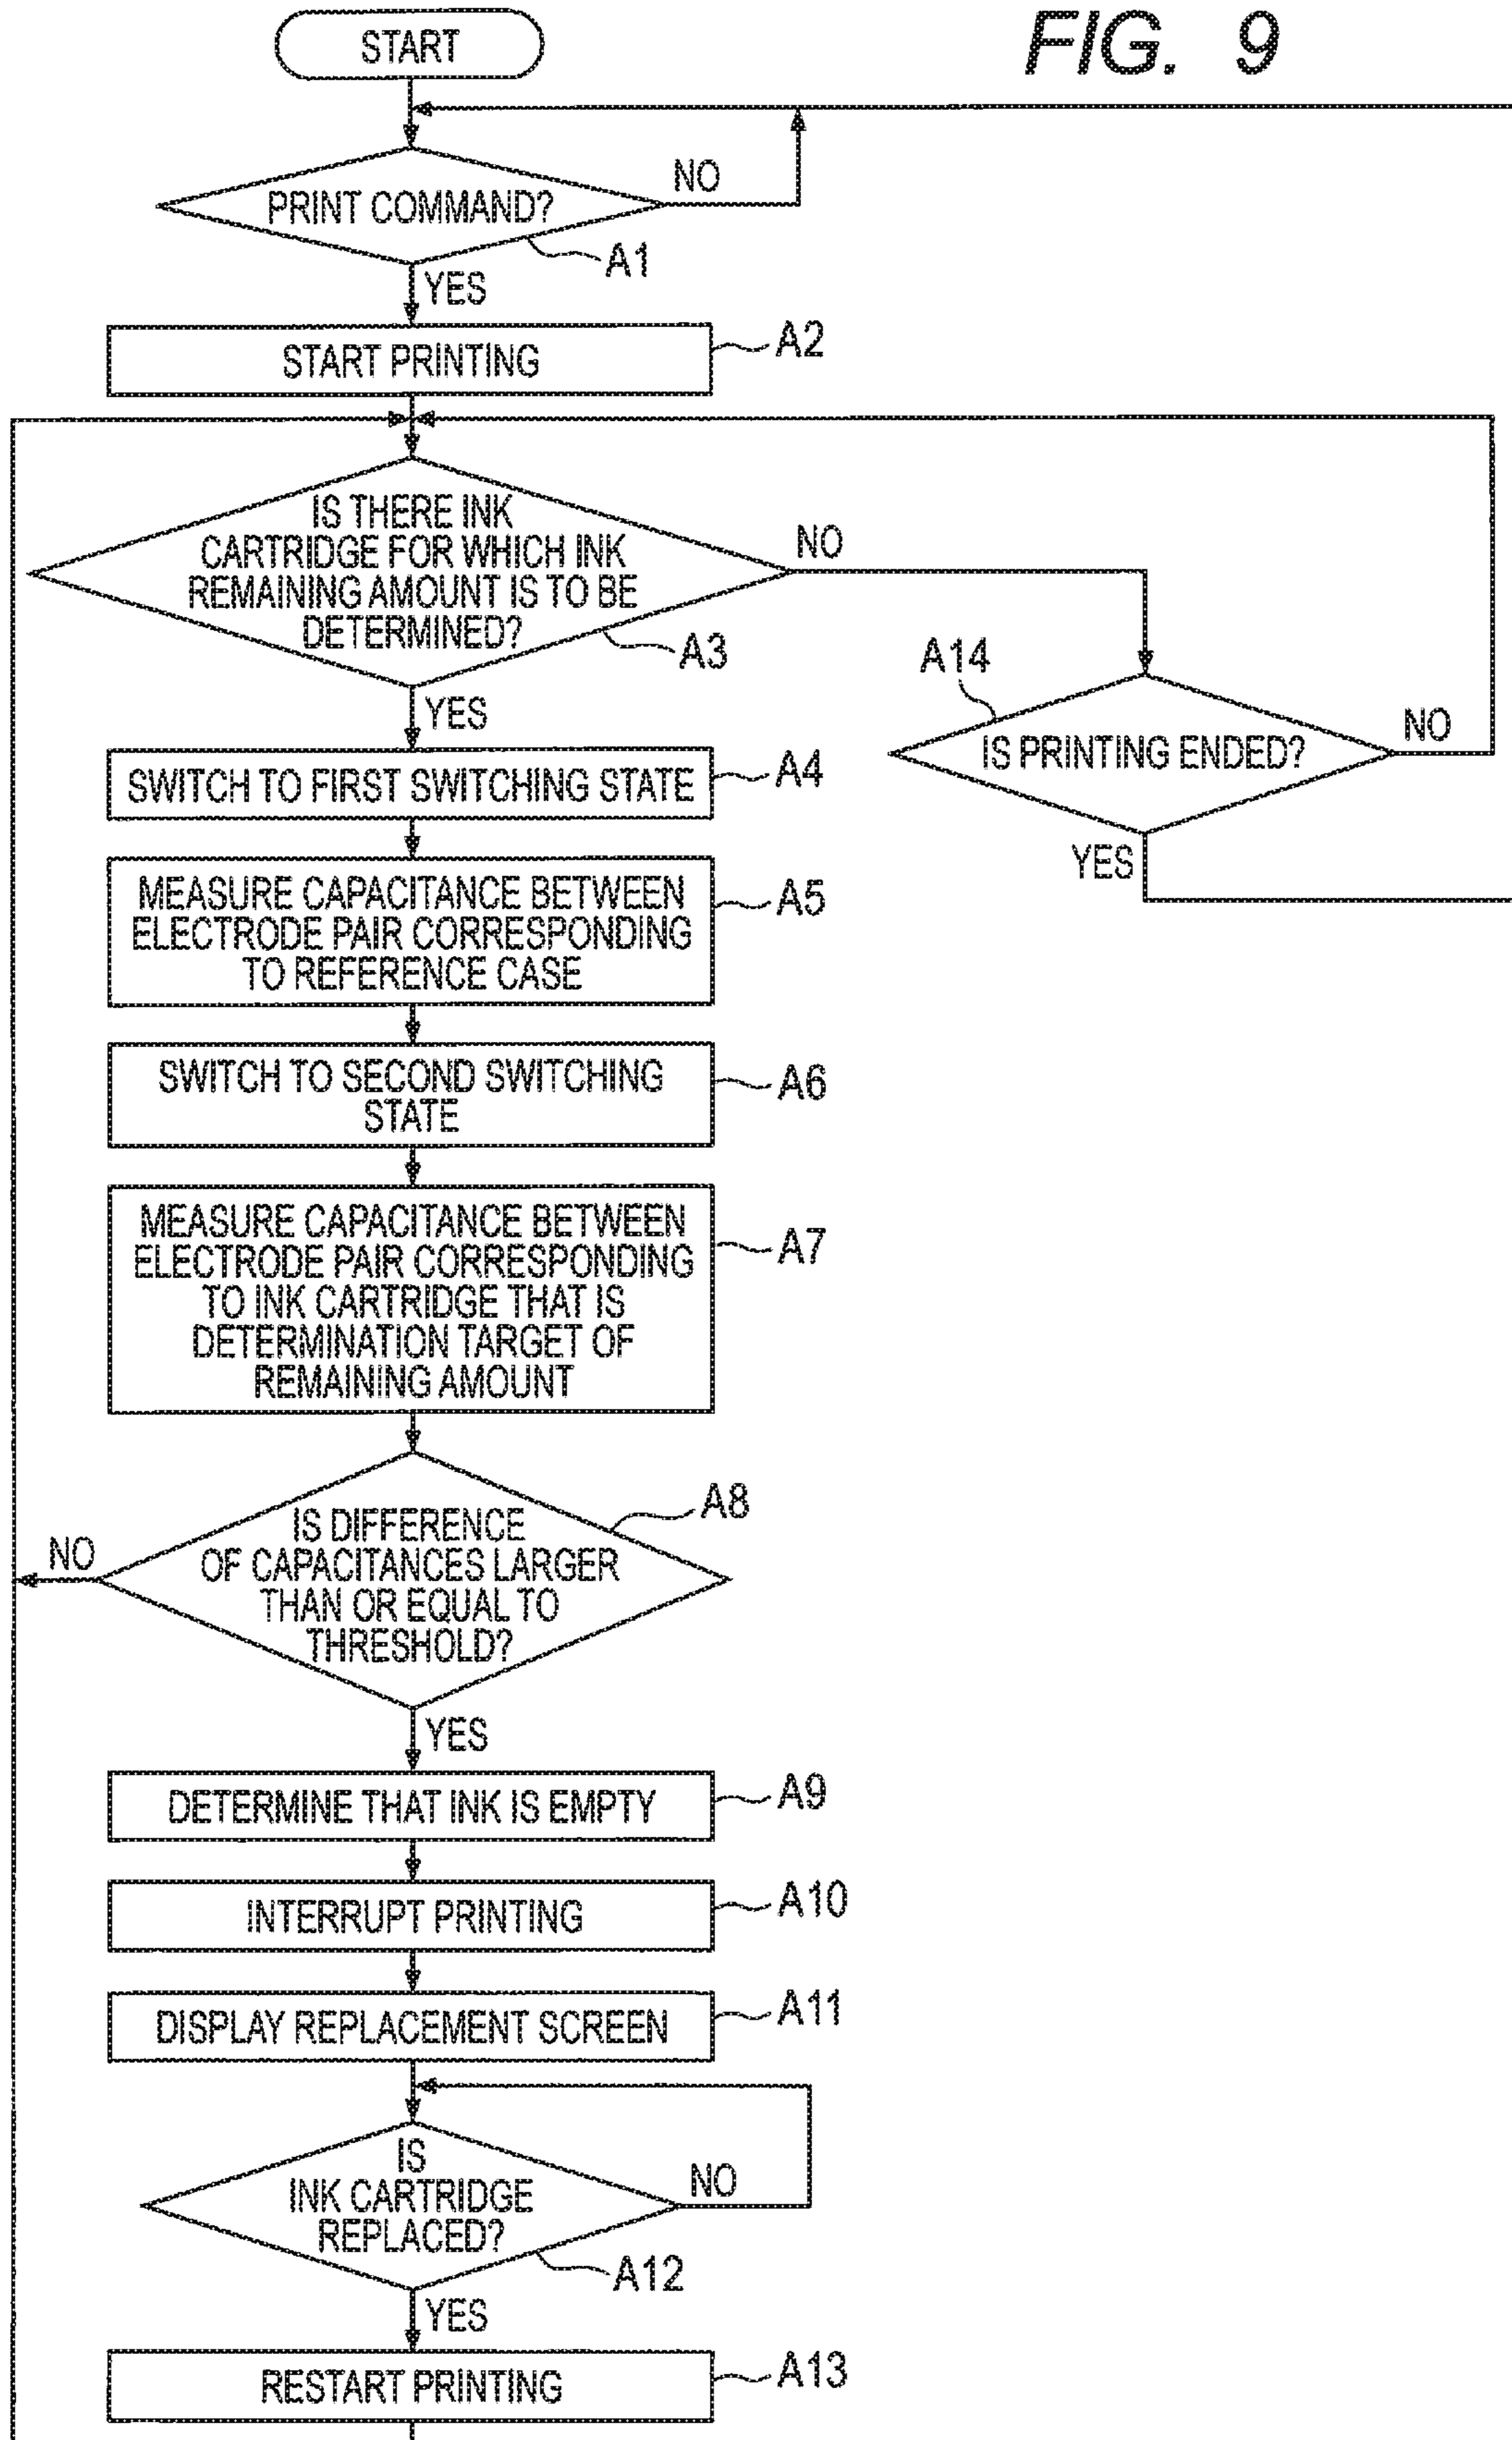 FIG. 9
START
PRINT COMMAND?
NO
A1
YES
START PRINTING
A2
IS THERE INK
CARTRIDGE FOR WHICH INK
REMAINING AMOUNT IS TO BE
DETERMINED?
NO
A3
YES
A14
IS PRINTING ENDED?
NO
YES
SWITCH TO FIRST SWITCHING STATE
A4
MEASURE CAPACITANCE BETWEEN
ELECTRODE PAIR CORRESPONDING
TO REFERENCE CASE
A5
SWITCH TO SECOND SWITCHING
STATE
A6
MEASURE CAPACITANCE BETWEEN
ELECTRODE PAIR CORRESPONDING
TO INK CARTRIDGE THAT IS
DETERMINATION TARGET OF
REMAINING AMOUNT
A7
IS DIFFERENCE
OF CAPACITANCES LARGER
THAN OR EQUAL TO
THRESHOLD?
A8
NO
YES
DETERMINE THAT INK IS EMPTY
A9
INTERRUPT PRINTING
A10
DISPLAY REPLACEMENT SCREEN
A11
IS
INK CARTRIDGE
REPLACED?
NO
A12
YES
RESTART PRINTING
A13